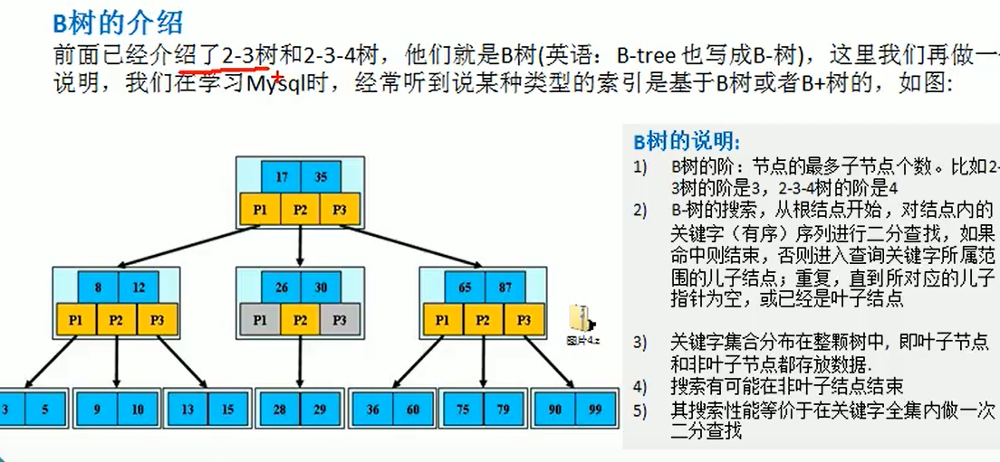 B树的介绍
前面已经介绍了2-3树和2-3-4树，他们就是B树(英语：B-tree 也写成B-树)，这里我们再做一
说明，我们在学习Mysql时，经常听到说某种类型的索引是基于B树或者B+树的，如图:
17 35
P1 P2 P3
8 12
P1 P2 P3
26 30
P1 P2 P3
65 87
P1 P2 P3
3 5
9 10
13 15
28 29
36 60
75 79
90 99
图片4.z
B树的说明:
1) B树的阶：节点的最多子节点个数。比如2-
3树的阶是3，2-3-4树的阶是4
2) B-树的搜索，从根结点开始，对结点内的
关键字（有序）序列进行二分查找，如果
命中则结束，否则进入查询关键字所属范
围的儿子结点；重复，直到所对应的儿子
指针为空，或已经是叶子结点
3) 关键字集合分布在整颗树中, 即叶子节点
和非叶子节点都存放数据.
4) 搜索有可能在非叶子结点结束
5) 其搜索性能等价于在关键字全集内做一次
二分查找